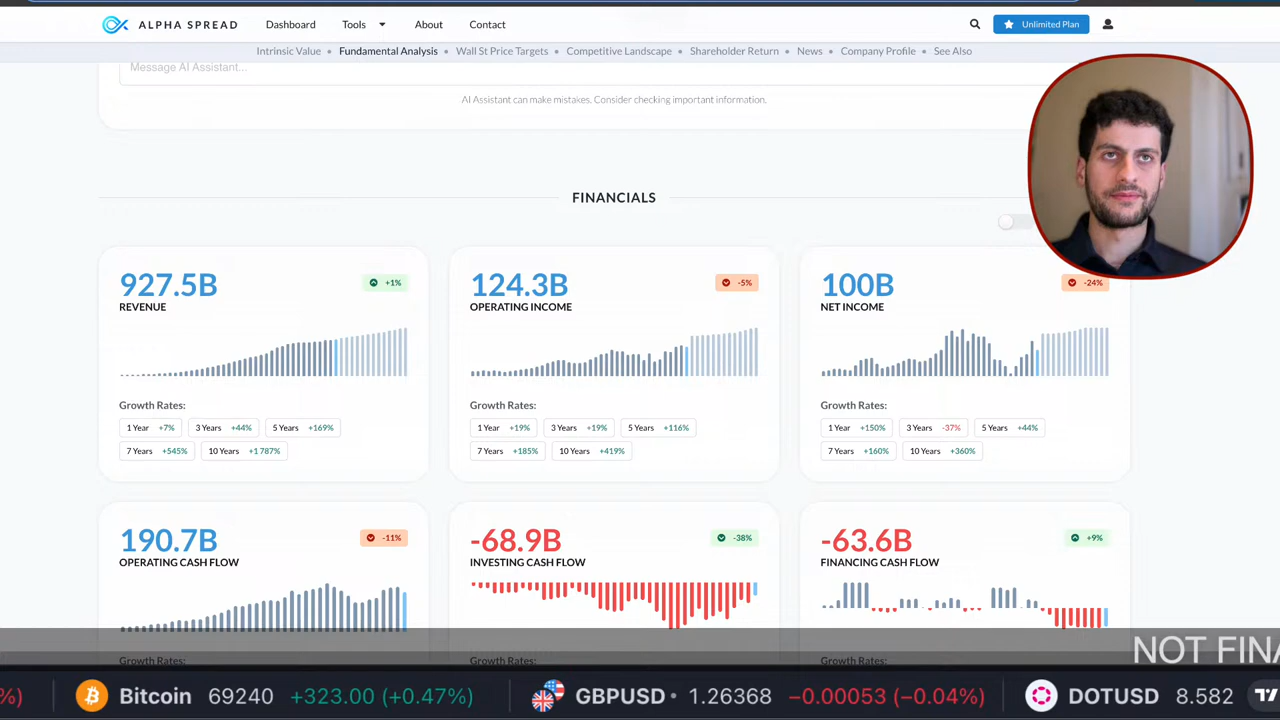 ALPHA SPREAD Dashboard Tools About Contact Unlimited Plan
Intrinsic Value • Fundamental Analysis • Wall St Price Targets • Competitive Landscape • Shareholder Return • News • Company Profile • See Also
Message AI Assistant...
AI Assistant can make mistakes. Consider checking important information.
FINANCIALS
927.5B +1%
REVENUE
Growth Rates:
1 Year +7% 3 Years +44% 5 Years +169%
7 Years +545% 10 Years +1 787%
124.3B -5%
OPERATING INCOME
Growth Rates:
1 Year +19% 3 Years +19% 5 Years +116%
7 Years +185% 10 Years +419%
100B -24%
NET INCOME
Growth Rates:
1 Year +150% 3 Years -37% 5 Years +44%
7 Years +160% 10 Years +360%
190.7B -11%
OPERATING CASH FLOW
Growth Rates:
-68.9B -38%
INVESTING CASH FLOW
Growth Rates:
-63.6B +9%
FINANCING CASH FLOW
Growth Rates:
NOT FINA
%) Bitcoin 69240 +323.00 (+0.47%) GBPUSD • 1.26368 −0.00053 (−0.04%) DOTUSD 8.582